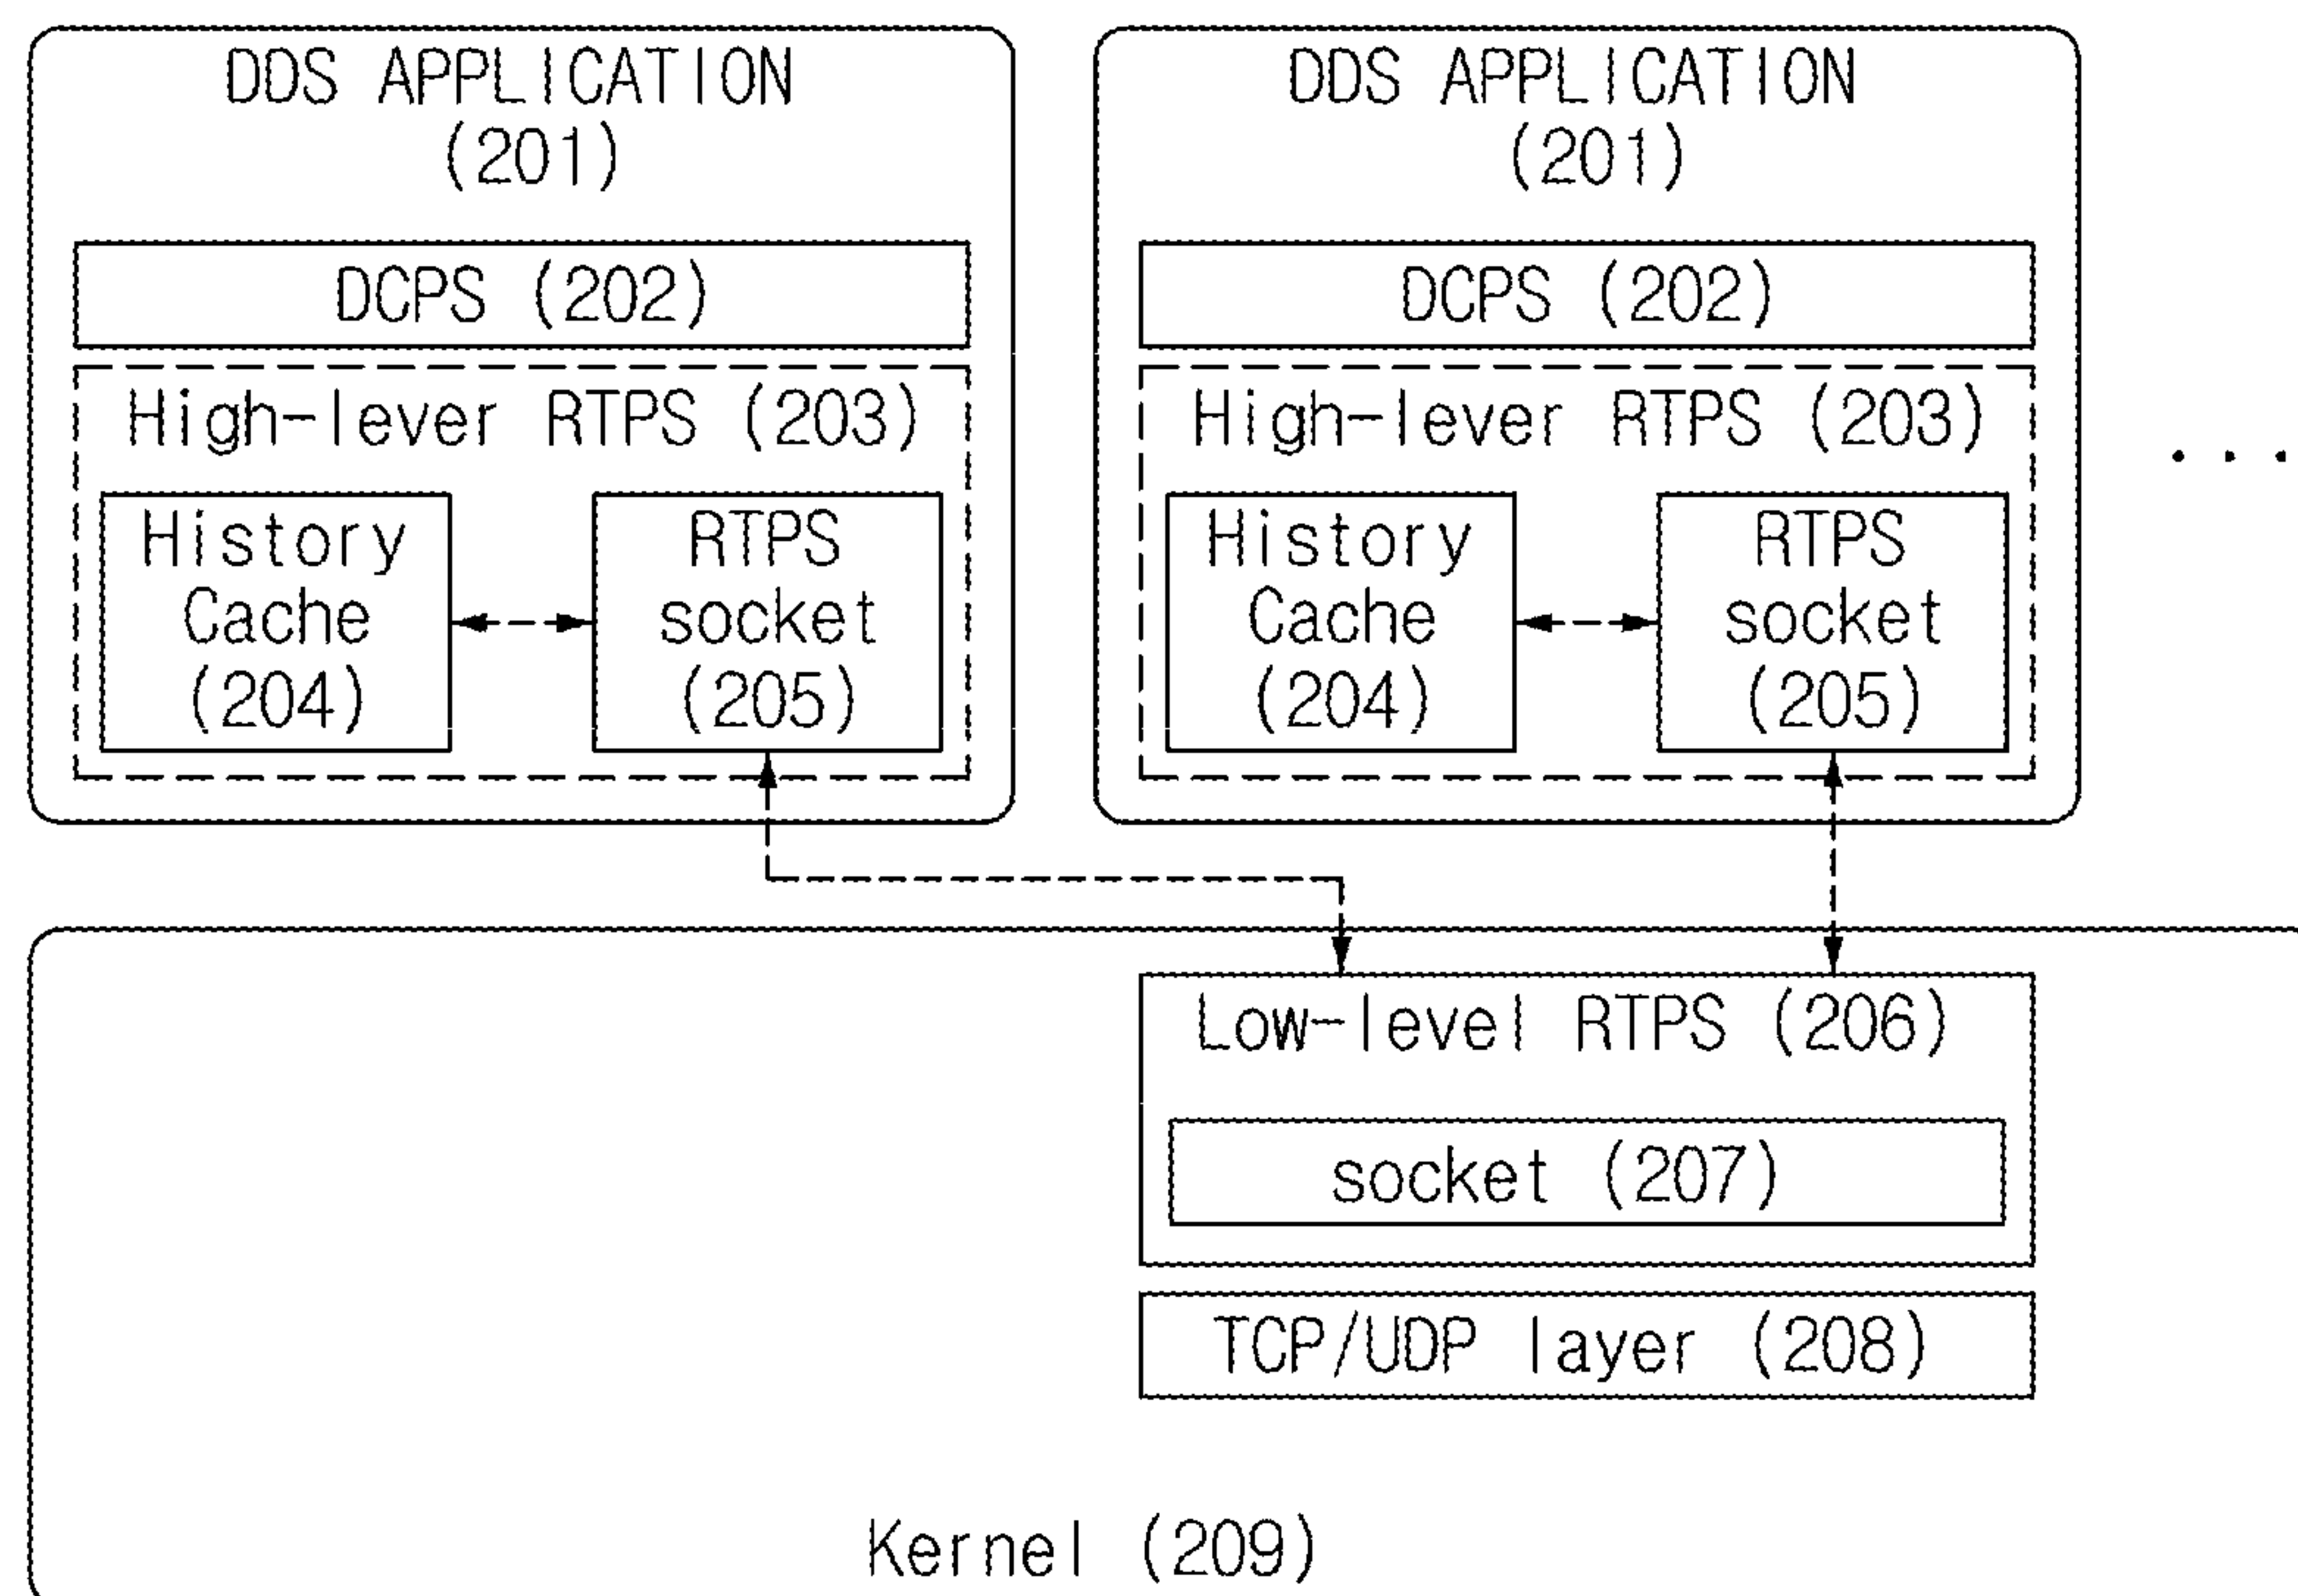 DDS APPLICATION
(201)
DCPS (202)
High-lever RTPS (203)
History
Cache
(204)
RTPS
socket
(205)
DDS APPLICATION
(201)
DCPS (202)
High-lever RTPS (203)
History
Cache
(204)
RTPS
socket
(205)
. . .
Low-level RTPS (206)
socket (207)
TCP/UDP layer (208)
Kernel (209)